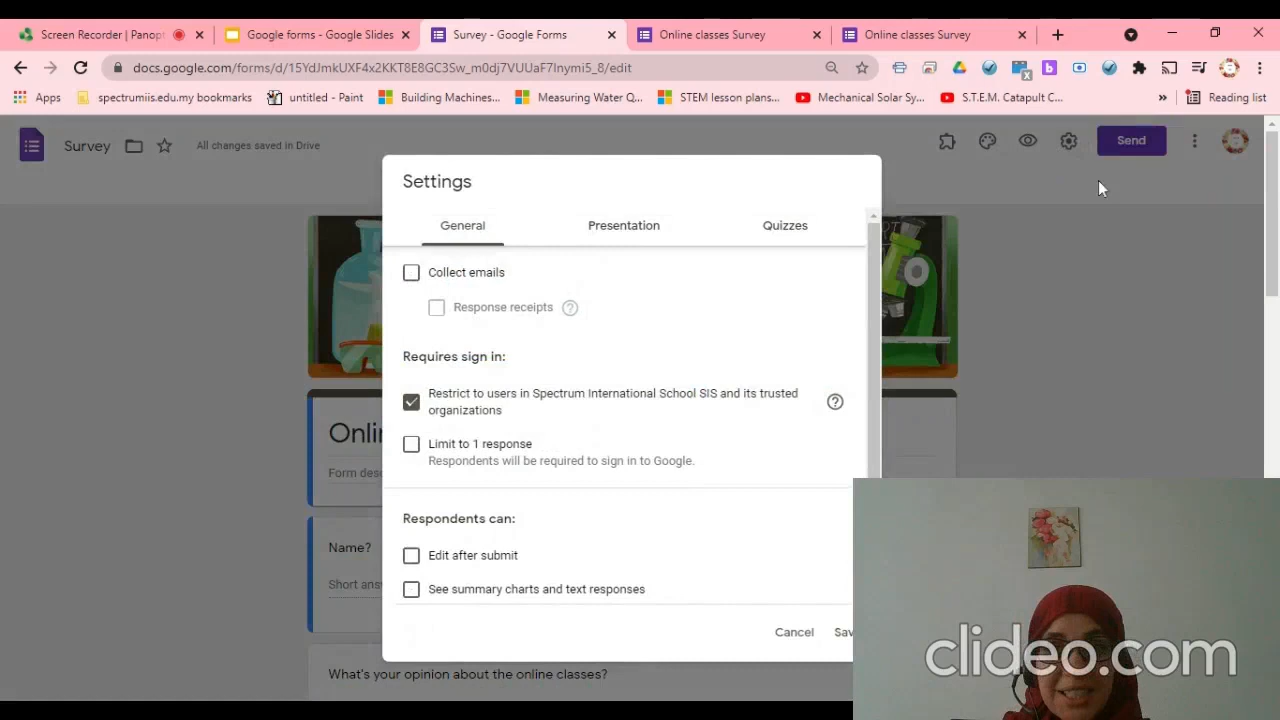 Screen Recorder | Panopt
Google forms - Google Slides
Survey - Google Forms
Online classes Survey
Online classes Survey
docs.google.com/forms/d/15YdJmkUXF4x2KKT8E8GC3Sw_m0dj7VUUaF7lnymi5_8/edit
Apps
spectrumiis.edu.my bookmarks
untitled - Paint
Building Machines...
Measuring Water Q...
STEM lesson plans...
Mechanical Solar Sy...
S.T.E.M. Catapult C...
»
Reading list
Survey
All changes saved in Drive
Send
Settings
General
Presentation
Quizzes
Collect emails
Response receipts
Requires sign in:
Restrict to users in Spectrum International School SIS and its trusted
organizations
Limit to 1 response
Respondents will be required to sign in to Google.
Onlin
Form desc
Respondents can:
Name?
Edit after submit
Short ans
See summary charts and text responses
Cancel
Sav
clideo.com
What's your opinion about the online classes?